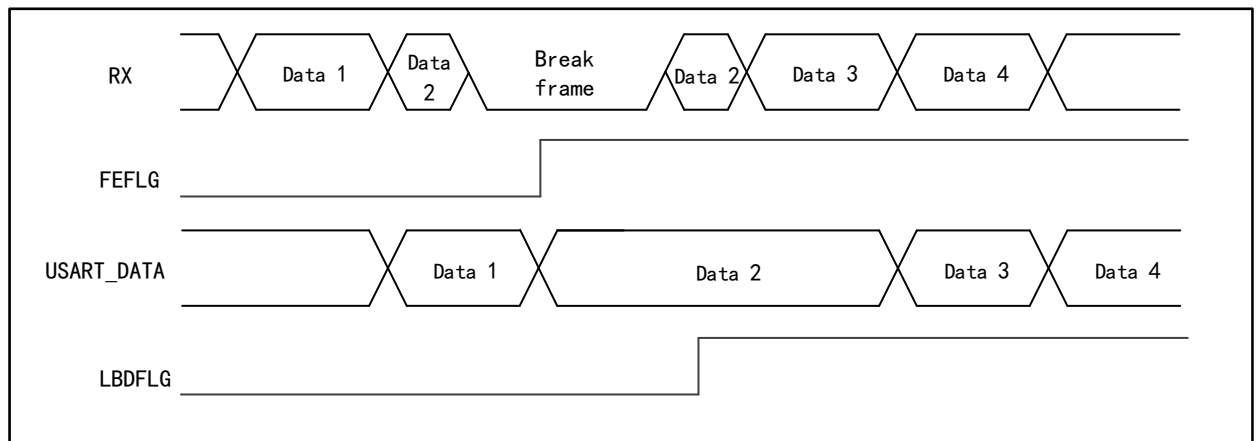 RX
Data 1
Data
2
Break
frame
Data 2
Data 3
Data 4
FEFLG
USART_DATA
Data 1
Data 2
Data 3
Data 4
LBDFLG